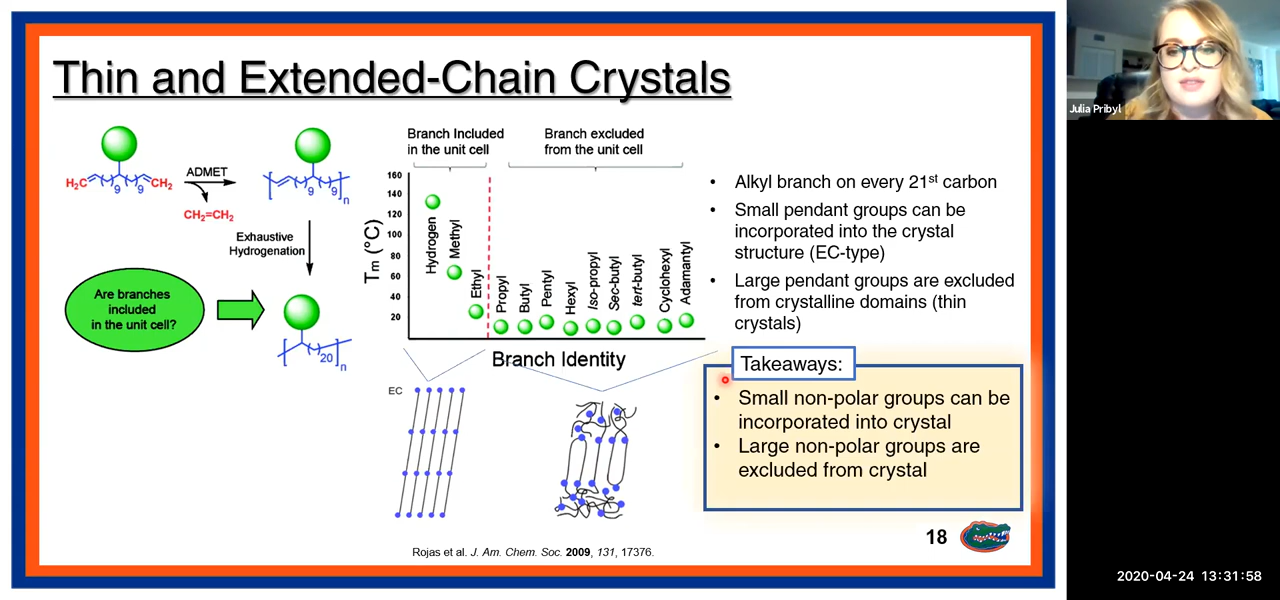 Thin and Extended-Chain Crystals
H₂C
9
9
CH₂
ADMET
CH₂=CH₂
9
9
n
Exhaustive
Hydrogenation
Are branches
included
in the unit cell?
20
n
Branch Included
in the unit cell
Branch excluded
from the unit cell
Tm (°C)
160
140
120
100
80
60
40
20
Hydrogen
Methyl
Ethyl
Propyl
Butyl
Pentyl
Hexyl
Iso-propyl
Sec-butyl
tert-butyl
Cyclohexyl
Adamantyl
Branch Identity
EC
• Alkyl branch on every 21st carbon
• Small pendant groups can be
incorporated into the crystal
structure (EC-type)
• Large pendant groups are excluded
from crystalline domains (thin
crystals)
Takeaways:
• Small non-polar groups can be
incorporated into crystal
• Large non-polar groups are
excluded from crystal
18
Rojas et al. J. Am. Chem. Soc. 2009, 131, 17376.
Julia Pribyl
2020-04-24 13:31:58